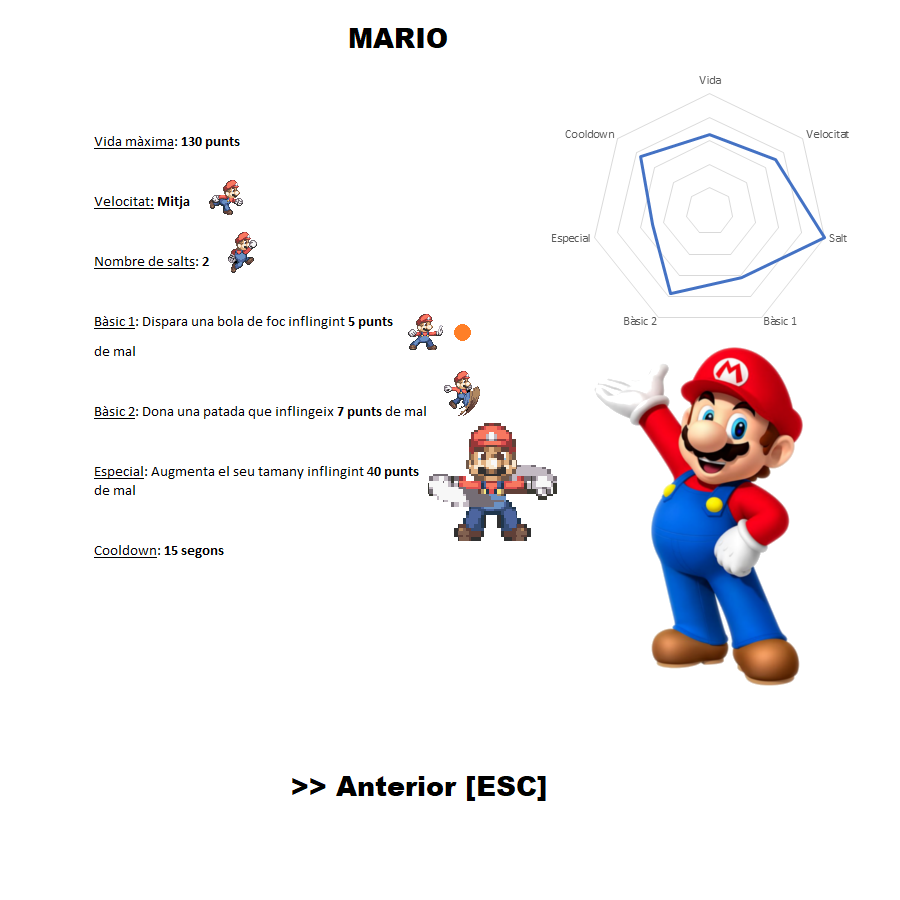 MARIO
Vida
Cooldown
Velocitat
Vida màxima: 130 punts
Velocitat: Mitja
Especial
Salt
Nombre de salts: 2
Bàsic 2
Bàsic 1
Bàsic 1: Dispara una bola de foc inflingint 5 punts
de mal
M
Bàsic 2: Dona una patada que inflingeix 7 punts de mal
Especial: Augmenta el seu tamany inflingint 40 punts
de mal
Cooldown: 15 segons
>> Anterior [ESC]